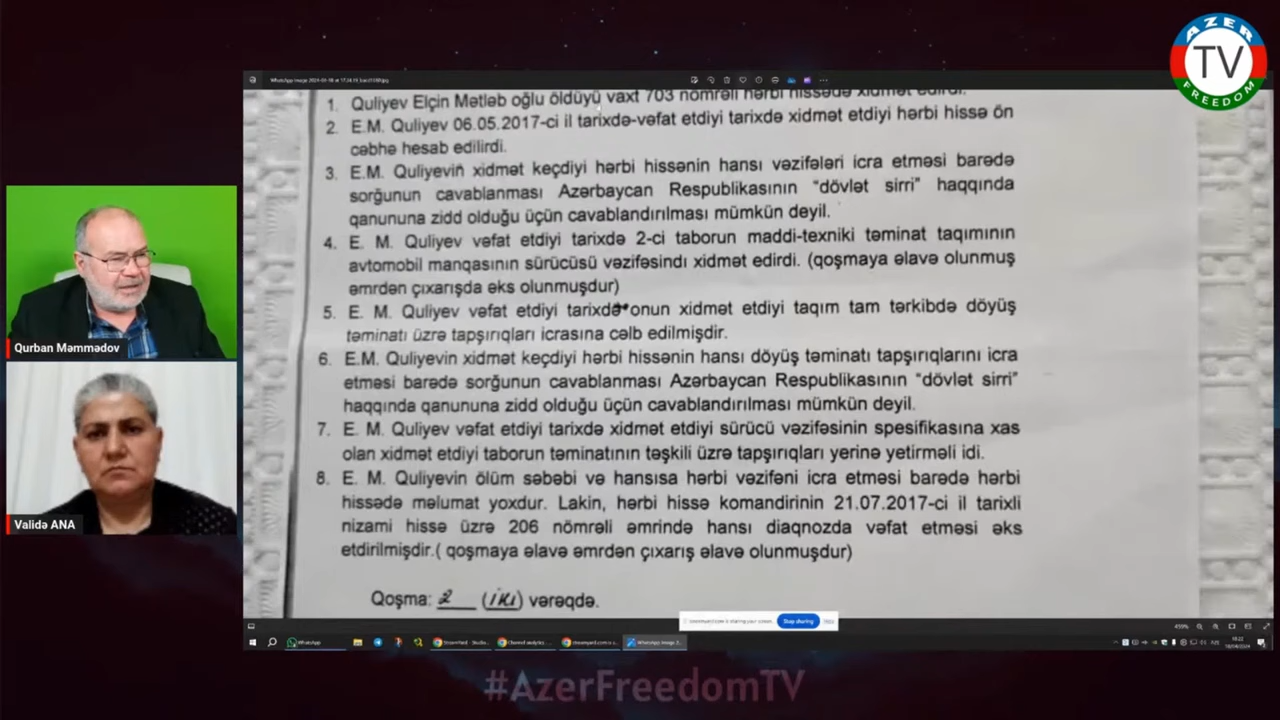 AZER
TV
FREEDOM
1. Quliyev Elçin Mətləb oğlu öldüyü vaxt 703 nömrəli hərbi hissədə xidmət edirdi.
2. E.M. Quliyev 06.05.2017-ci il tarixdə-vəfat etdiyi tarixdə xidmət etdiyi hərbi hissə ön
cəbhə hesab edilirdi.
3. E.M. Quliyevin xidmət keçdiyi hərbi hissənin hansı vəzifələri icra etməsi barədə
sorğunun cavablanması Azərbaycan Respublikasının “dövlət sirri” haqqında
qanununa zidd olduğu üçün cavablandırılması mümkün deyil.
4. E. M. Quliyev vəfat etdiyi tarixdə 2-ci taborun maddi-texniki təminat taqımının
avtomobil manqasının sürücüsü vəzifəsindı xidmət edirdi. (qoşmaya əlavə olunmuş
əmrdən çıxarışda əks olunmuşdur)
5. E. M. Quliyev vəfat etdiyi tarixdə onun xidmət etdiyi taqım tam tərkibdə döyüş
təminatı üzrə tapşırıqları icrasına cəlb edilmişdir.
6. E.M. Quliyevin xidmət keçdiyi hərbi hissənin hansı döyüş təminatı tapşırıqlarını icra
etməsi barədə sorğunun cavablanması Azərbaycan Respublikasının “dövlət sirri”
haqqında qanununa zidd olduğu üçün cavablandırılması mümkün deyil.
7. E. M. Quliyev vəfat etdiyi tarixdə xidmət etdiyi sürücü vəzifəsinin spesifikasına xas
olan xidmət etdiyi taborun təminatının təşkili üzrə tapşırıqları yerinə yetirməli idi.
8. E. M. Quliyevin ölüm səbəbi və hansısa hərbi vəzifəni icra etməsi barədə hərbi
hissədə məlumat yoxdur. Lakin, hərbi hissə komandirinin 21.07.2017-ci il tarixli
nizami hissə üzrə 206 nömrəli əmrində hansı diaqnozda vəfat etməsi əks
etdirilmişdir.( qoşmaya əlavə əmrdən çıxarış əlavə olunmuşdur)
Qoşma: 2 (iki) vərəqdə.
Qurban Məmmədov
Validə ANA
Stop sharing
Hide
WhatsApp
#AzerFreedomTV